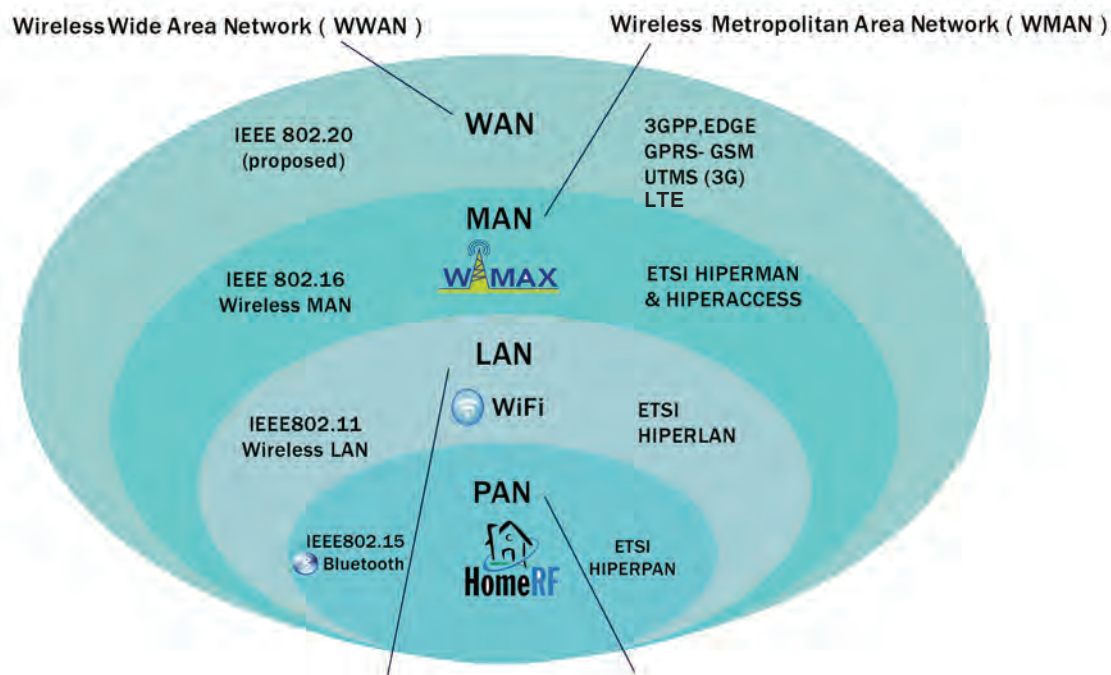 Wireless Wide Area Network ( WWAN )
Wireless Metropolitan Area Network ( WMAN )
WAN
IEEE 802.20
(proposed)
3GPP,EDGE
GPRS- GSM
UTMS (3G)
LTE
MAN
WiMAX
IEEE 802.16
Wireless MAN
ETSI HIPERMAN
& HIPERACCESS
LAN
WiFi
IEEE802.11
Wireless LAN
ETSI
HIPERLAN
PAN
IEEE802.15
Bluetooth
HomeRF
ETSI
HIPERPAN